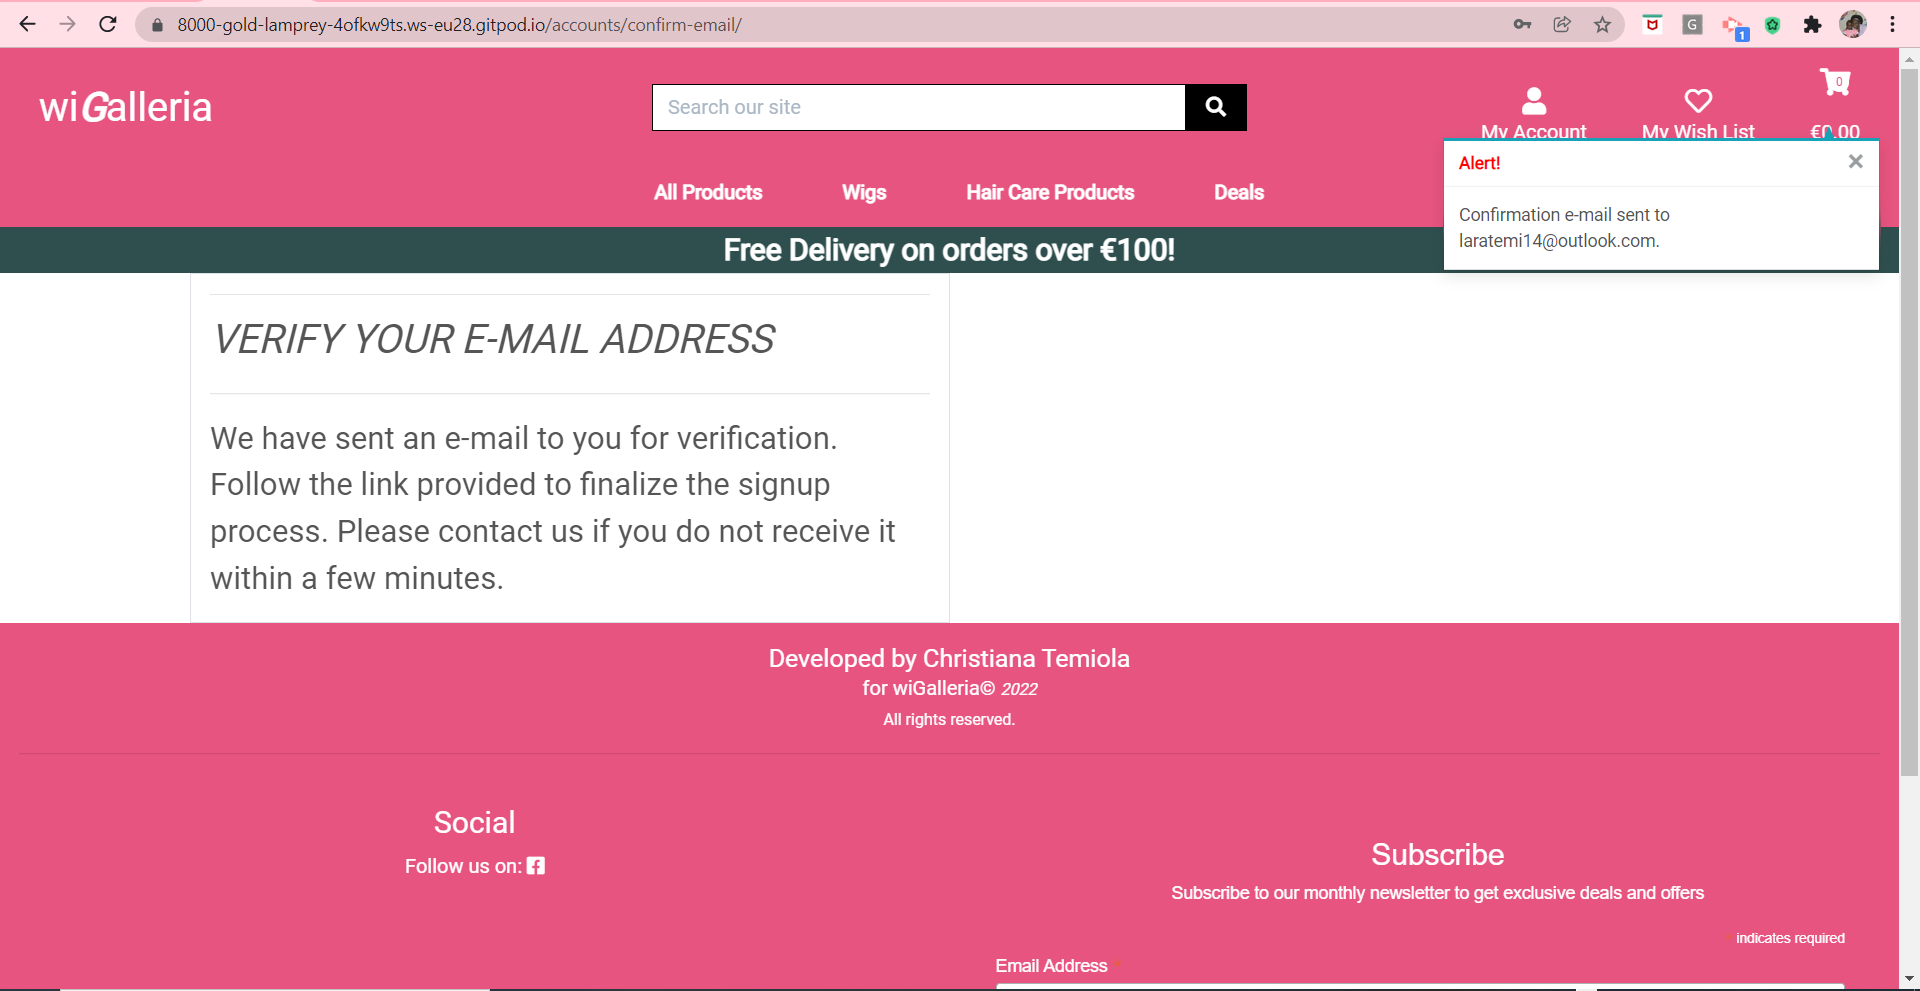 8000-gold-lamprey-4ofkw9ts.ws-eu28.gitpod.io/accounts/confirm-email/
G
1
wiGalleria
Search our site
0
My Account
My Wish List
€0.00
Alert!
×
Confirmation e-mail sent to
laratemi14@outlook.com.
All Products
Wigs
Hair Care Products
Deals
Free Delivery on orders over €100!
VERIFY YOUR E-MAIL ADDRESS
We have sent an e-mail to you for verification.
Follow the link provided to finalize the signup
process. Please contact us if you do not receive it
within a few minutes.
Developed by Christiana Temiola
for wiGalleria© 2022
All rights reserved.
Social
Follow us on:
Subscribe
Subscribe to our monthly newsletter to get exclusive deals and offers
* indicates required
Email Address *